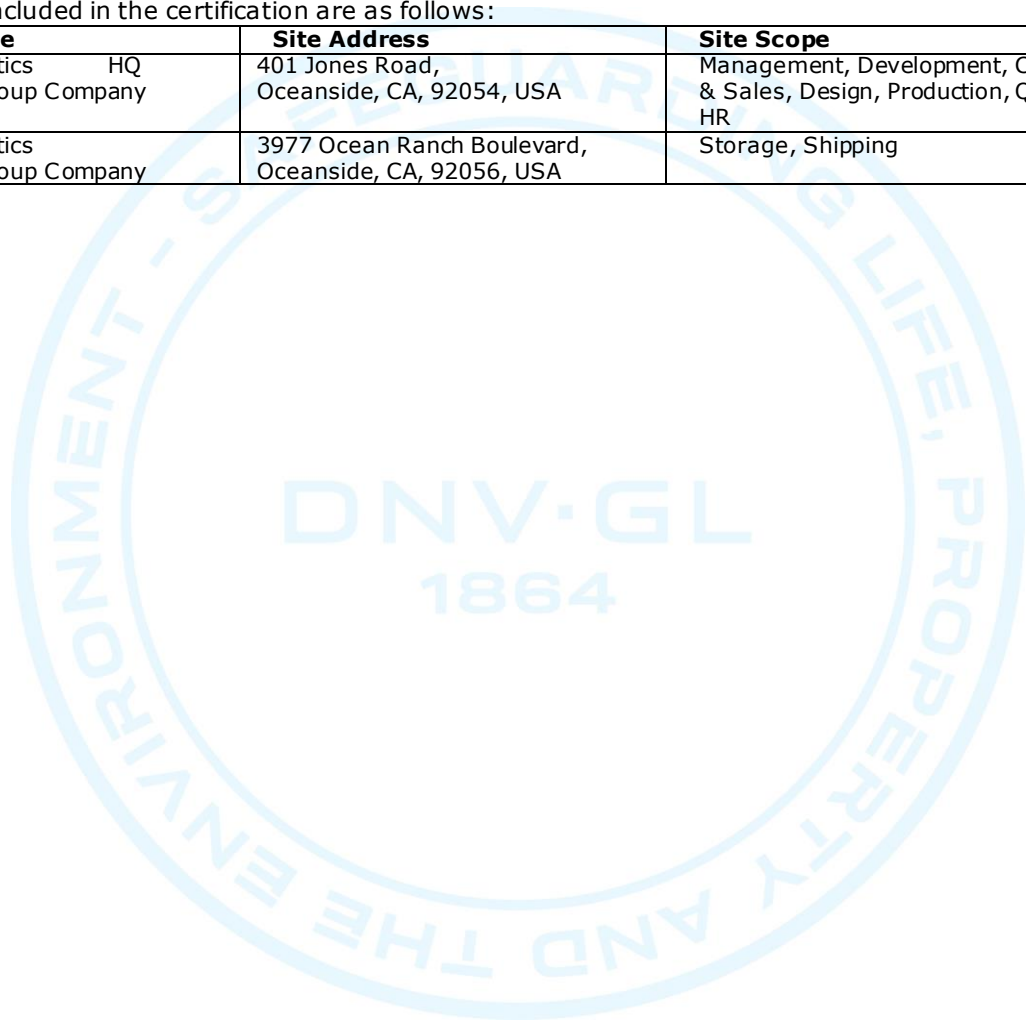 cluded in the certification are as follows:
e Site Address Site Scope
tics HQ 401 Jones Road, Management, Development, C
oup Company Oceanside, CA, 92054, USA & Sales, Design, Production, Q
HR
tics 3977 Ocean Ranch Boulevard, Storage, Shipping
oup Company Oceanside, CA, 92056, USA
SAFEGUARDING LIFE, PROPERTY AND THE ENVIRONMENT -
DNV·GL
1864